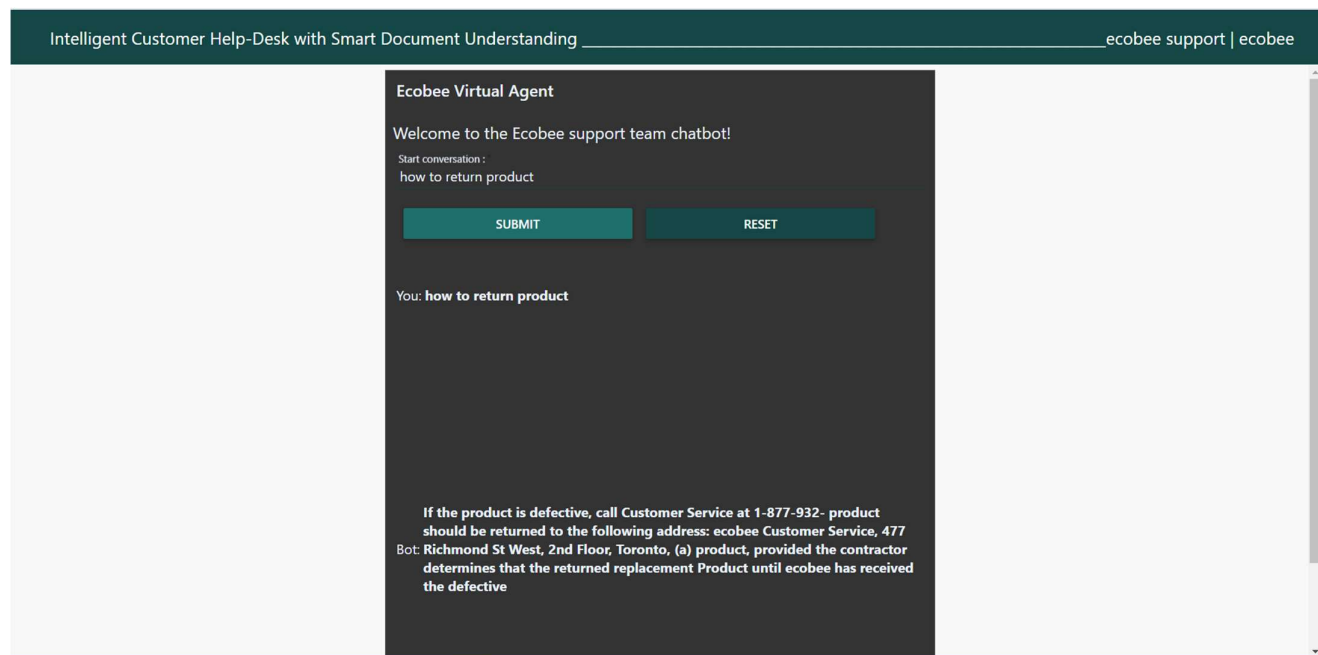 Intelligent Customer Help-Desk with Smart Document Understanding ____________________________________________________________ecobee support | ecobee
Ecobee Virtual Agent
Welcome to the Ecobee support team chatbot!
Start conversation :
how to return product
SUBMIT RESET
You: how to return product
If the product is defective, call Customer Service at 1-877-932- product
should be returned to the following address: ecobee Customer Service, 477
Bot: Richmond St West, 2nd Floor, Toronto, (a) product, provided the contractor
determines that the returned replacement Product until ecobee has received
the defective